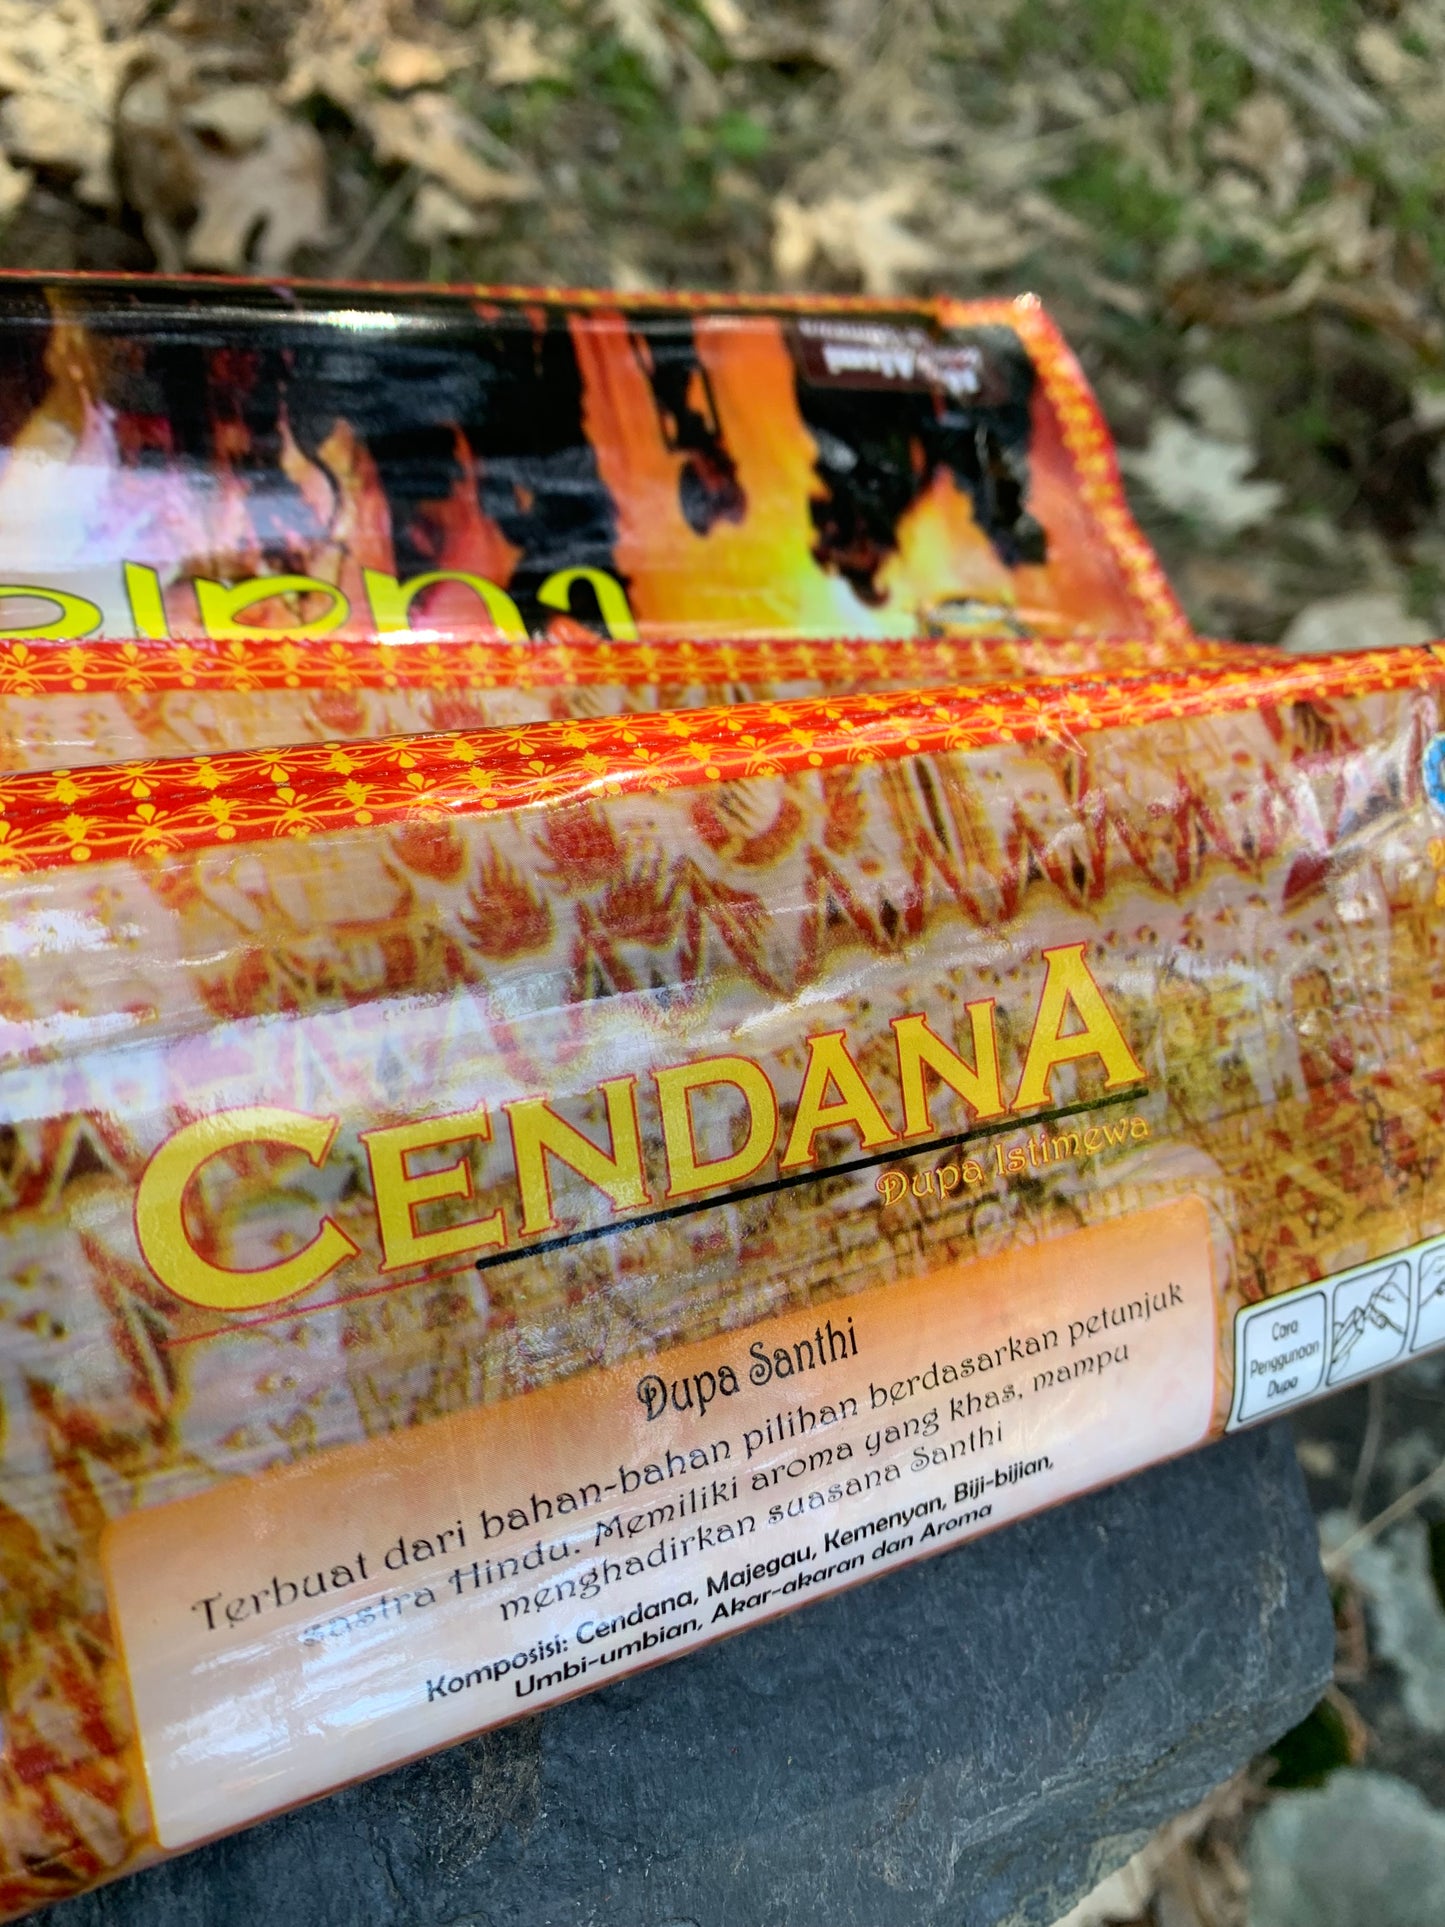 CENDANA
Dupa Istimewa
Dupa Santhi
Terbuat dari bahan-bahan pilihan berdasarkan petunjuk
sastra Hindu. Memiliki aroma yang khas, mampu
menghadirkan suasana Santhi
Komposisi: Cendana, Majegau, Kemenyan, Biji-bijian,
Umbi-umbian, Akar-akaran dan Aroma
Cara
Penggunaan
Dupa